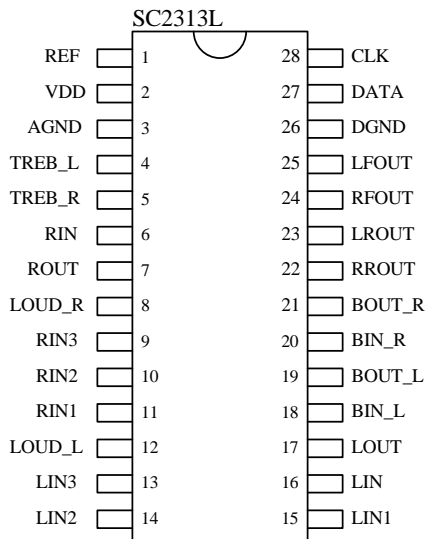 SC2313L
REF 1 28 CLK
VDD 2 27 DATA
AGND 3 26 DGND
TREB_L 4 25 LFOUT
TREB_R 5 24 RFOUT
RIN 6 23 LROUT
ROUT 7 22 RROUT
LOUD_R 8 21 BOUT_R
RIN3 9 20 BIN_R
RIN2 10 19 BOUT_L
RIN1 11 18 BIN_L
LOUD_L 12 17 LOUT
LIN3 13 16 LIN
LIN2 14 15 LIN1